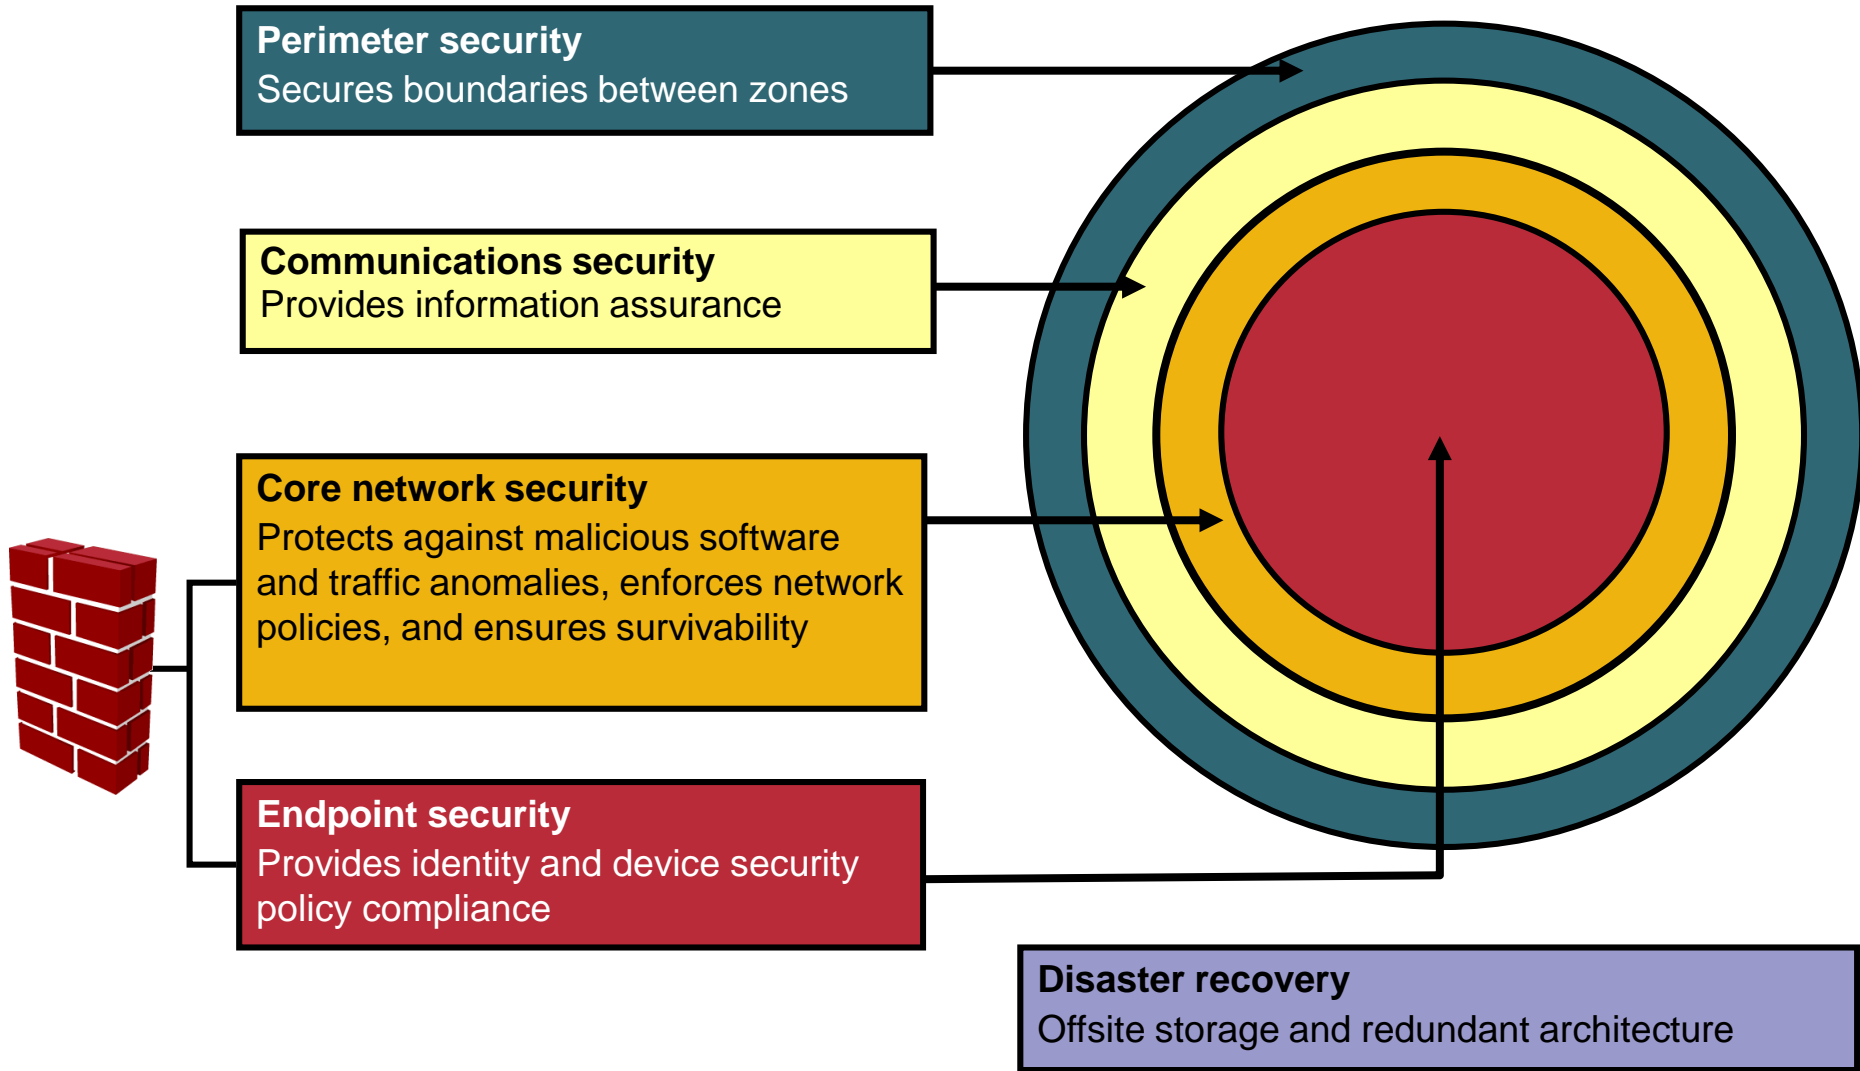 Perimeter security
Secures boundaries between zones
Communications security
Provides information assurance
Core network security
Protects against malicious software
and traffic anomalies, enforces network
policies, and ensures survivability
Endpoint security
Provides identity and device security
policy compliance
Disaster recovery
Offsite storage and redundant architecture